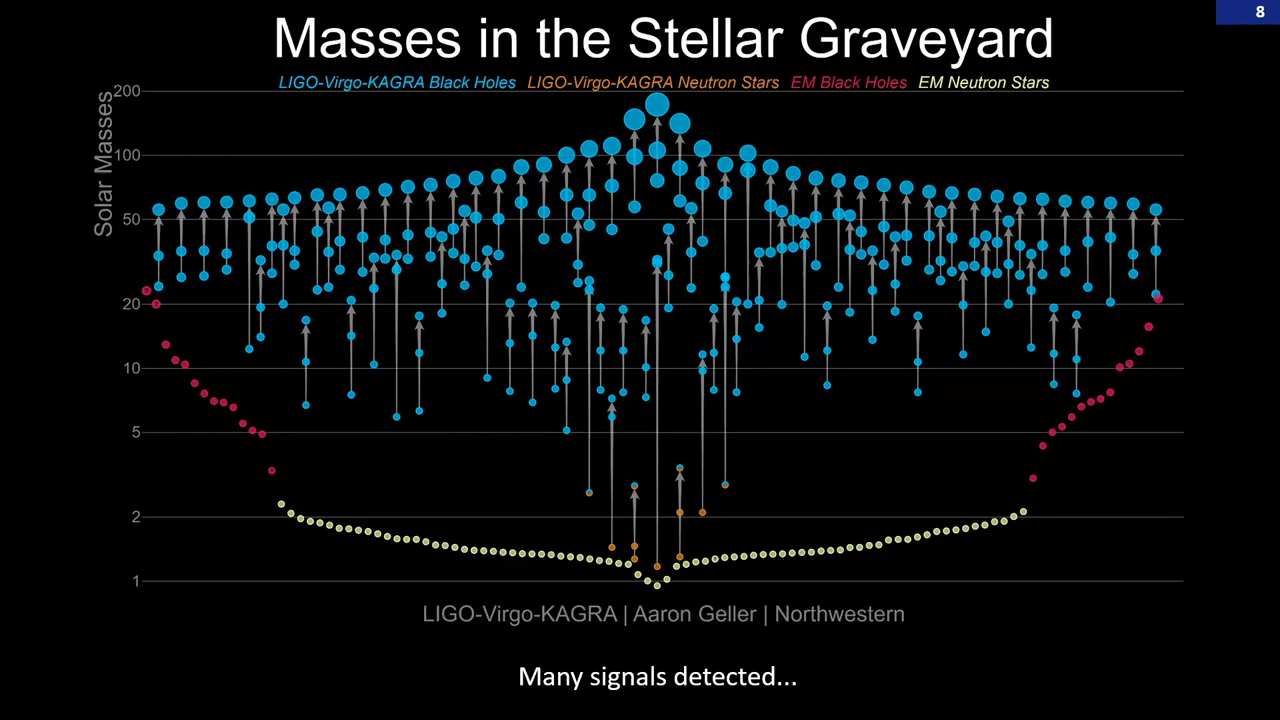 8
Masses in the Stellar Graveyard
LIGO-Virgo-KAGRA Black Holes LIGO-Virgo-KAGRA Neutron Stars EM Black Holes EM Neutron Stars
Solar Masses
200
100
50
20
10
5
2
1
LIGO-Virgo-KAGRA | Aaron Geller | Northwestern
Many signals detected...